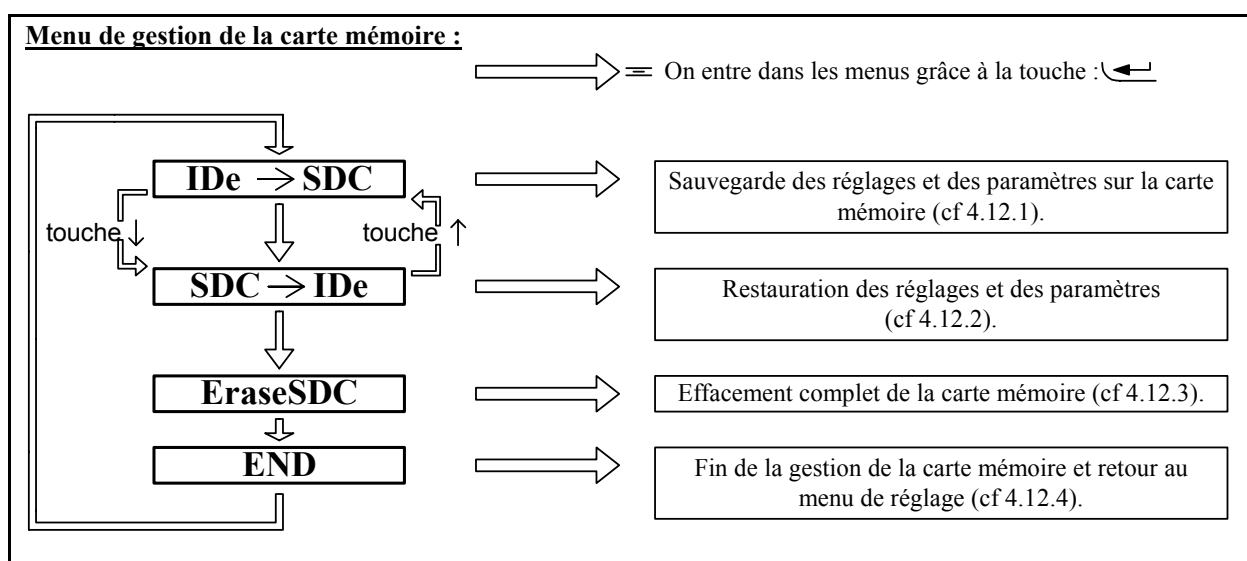 Menu de gestion de la carte mémoire :
= On entre dans les menus grâce à la touche :
IDe → SDC
Sauvegarde des réglages et des paramètres sur la carte
mémoire (cf 4.12.1).
touche ↓
touche ↑
SDC → IDe
Restauration des réglages et des paramètres
(cf 4.12.2).
EraseSDC
Effacement complet de la carte mémoire (cf 4.12.3).
END
Fin de la gestion de la carte mémoire et retour au
menu de réglage (cf 4.12.4).